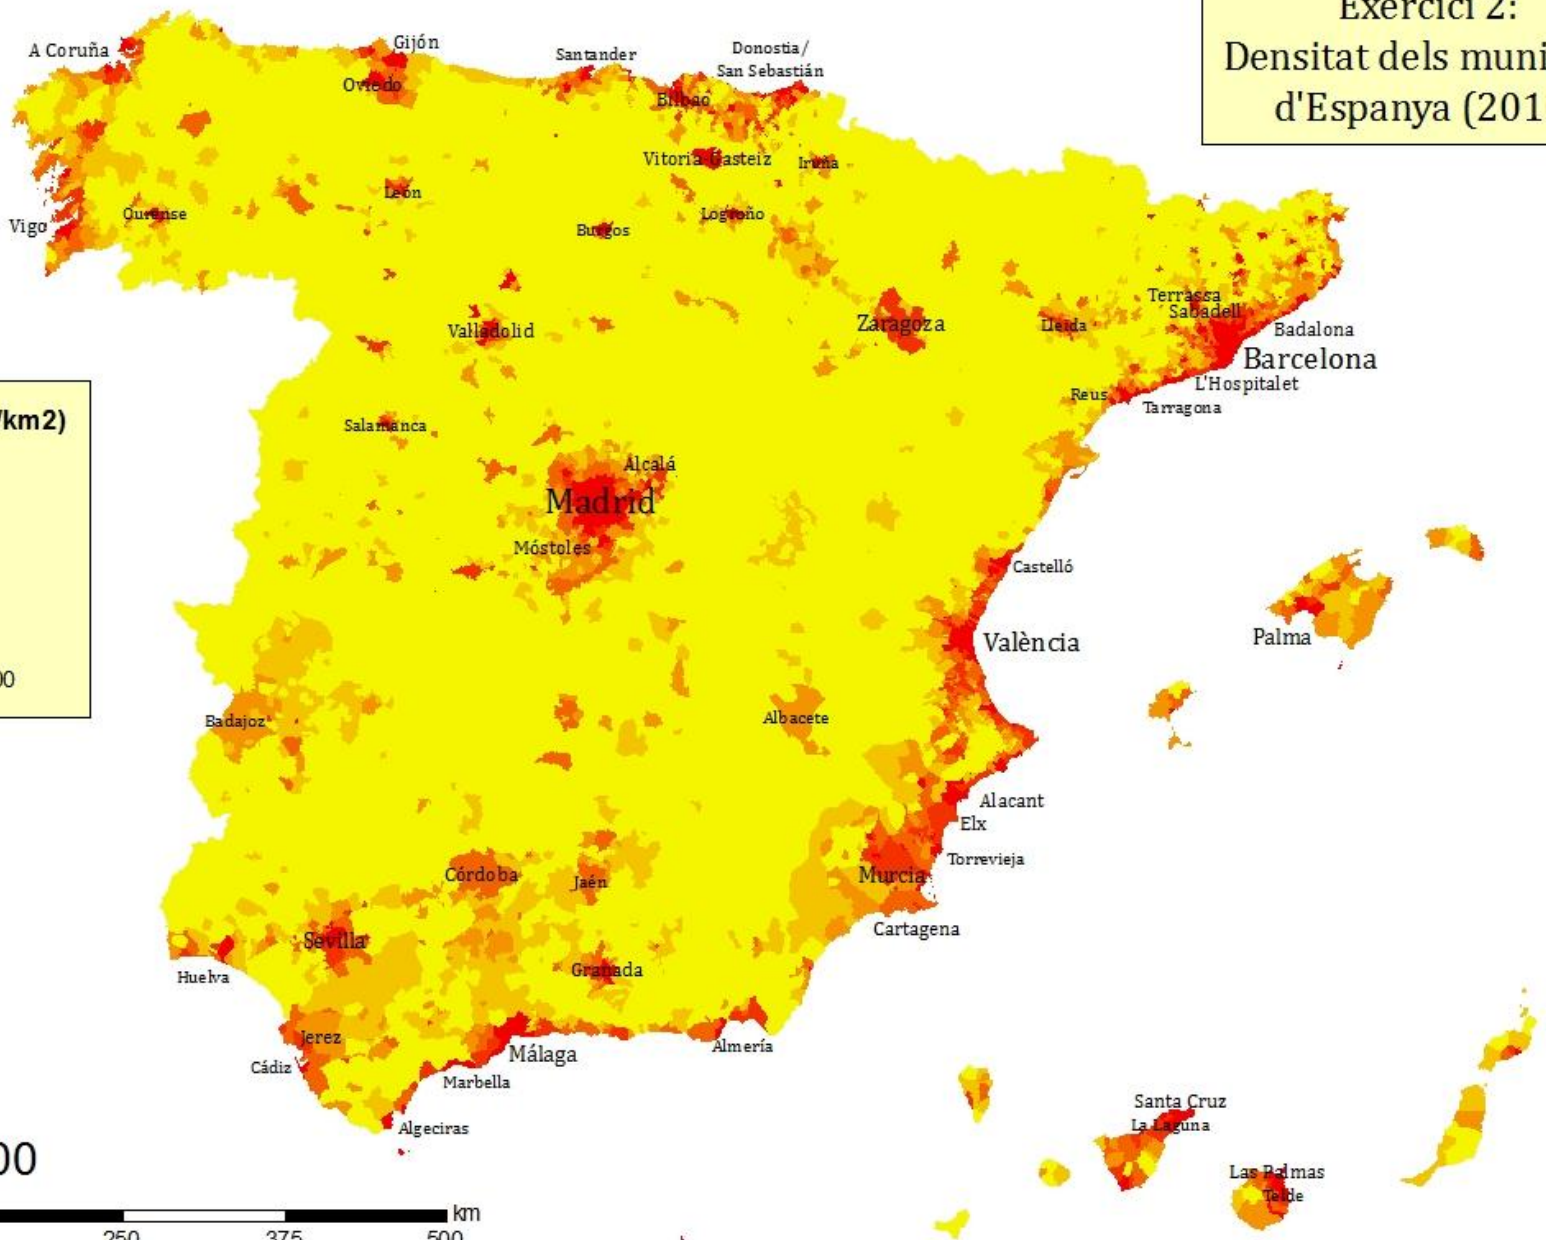 Exercici 2:
Densitat dels muni
d'Espanya (201
A Coruña
Gijón
Oviedo
Santander
Donostia/
San Sebastián
Bilbao
Vitoria-Gasteiz
Iruña
León
Logroño
Ourense
Burgos
Vigo
Terrassa
Sabadell
Badalona
Barcelona
L'Hospitalet
Zaragoza
Lleida
Valladolid
Reus
Tarragona
/km2)
Salamanca
Alcalá
Madrid
Móstoles
Castelló
València
Palma
00
Badajoz
Albacete
Alacant
Elx
Torrevieja
Murcia
Cartagena
Córdoba
Jaén
Sevilla
Granada
Huelva
Jerez
Cádiz
Málaga
Almería
Marbella
Algeciras
Santa Cruz
La Laguna
Las Palmas
Telde
00
km
250 375 500